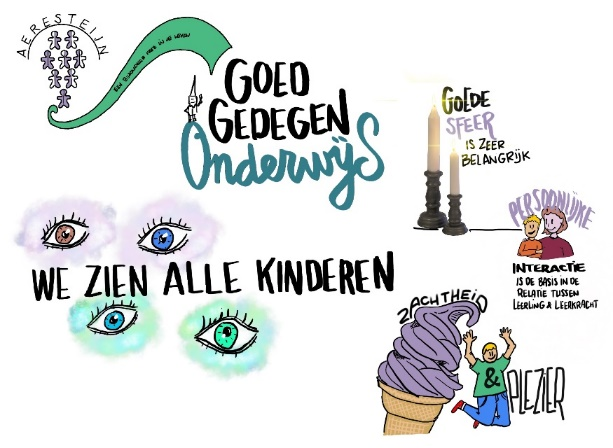 AERESTEIJN
GOED
GEDEGEN
Onderwijs
GOEDE
SFEER
IS ZEER
BELANGRIJK
PERSOONLIJKE
INTERACTIE
IS DE BASIS IN DE
RELATIE TUSSEN
LEERLING & LEERKRACHT
WE ZIEN ALLE KINDEREN
ZACHTHEID
&
PLEZIER